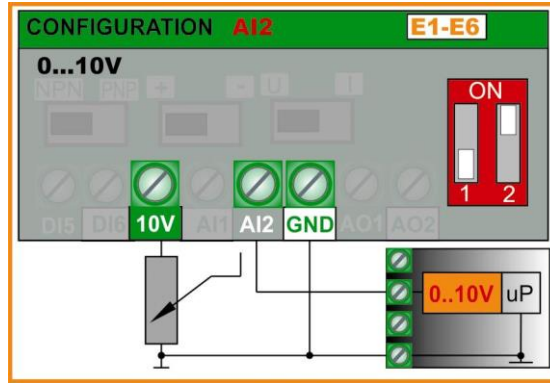 CONFIGURATION AI2 E1-E6
0...10V
NPN PNP + - U I
ON
1 2
DI5 DI6 10V AI1 AI2 GND AO1 AO2
0..10V uP